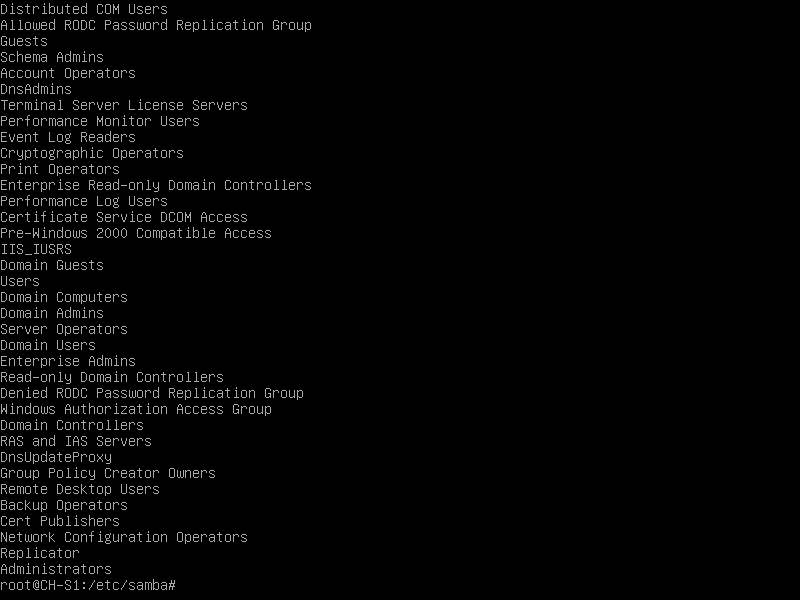 Distributed COM Users
Allowed RODC Password Replication Group
Guests
Schema Admins
Account Operators
DnsAdmins
Terminal Server License Servers
Performance Monitor Users
Event Log Readers
Cryptographic Operators
Print Operators
Enterprise Read-only Domain Controllers
Performance Log Users
Certificate Service DCOM Access
Pre-Windows 2000 Compatible Access
IIS_IUSRS
Domain Guests
Users
Domain Computers
Domain Admins
Server Operators
Domain Users
Enterprise Admins
Read-only Domain Controllers
Denied RODC Password Replication Group
Windows Authorization Access Group
Domain Controllers
RAS and IAS Servers
DnsUpdateProxy
Group Policy Creator Owners
Remote Desktop Users
Backup Operators
Cert Publishers
Network Configuration Operators
Replicator
Administrators
root@CH-S1:/etc/samba#